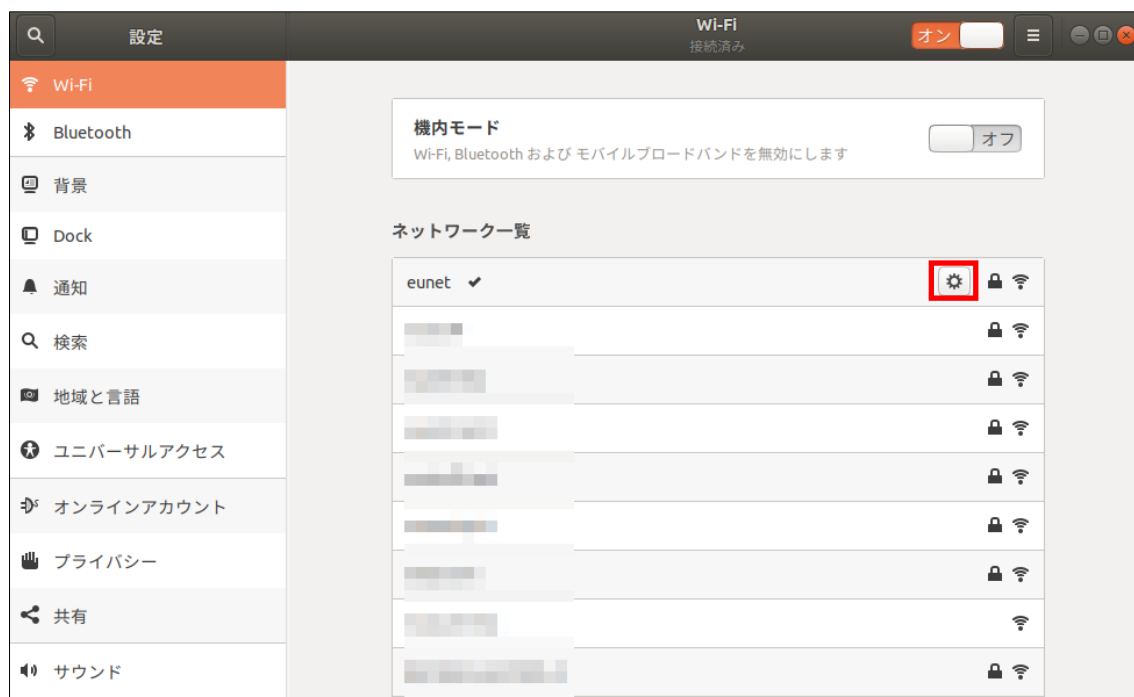 設定
Wi-Fi
接続済み
オン
Wi-Fi
Bluetooth
背景
Dock
通知
検索
地域と言語
ユニバーサルアクセス
オンラインアカウント
プライバシー
共有
サウンド
機内モード
Wi-Fi, Bluetooth および モバイルブロードバンドを無効にします
オフ
ネットワーク一覧
eunet